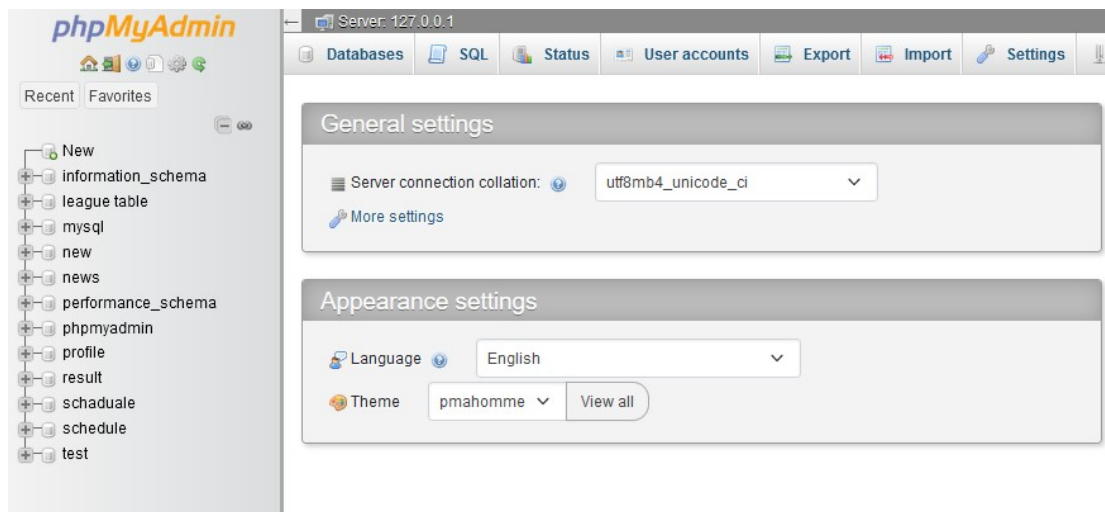 phpMyAdmin
Recent Favorites
New
information_schema
league table
mysql
new
news
performance_schema
phpmyadmin
profile
result
schaduale
schedule
test
Server: 127.0.0.1
Databases SQL Status User accounts Export Import Settings
General settings
Server connection collation: utf8mb4_unicode_ci
More settings
Appearance settings
Language English
Theme pmahomme View all